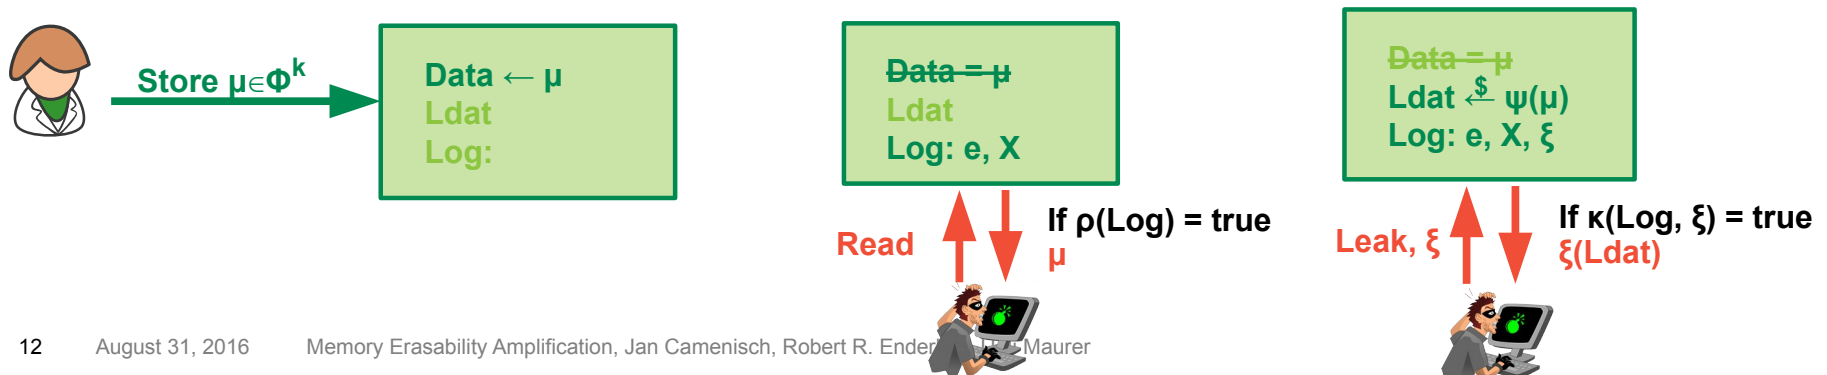 Store μ∈Φk
Data ← μ
Ldat
Log:
Data = μ
Ldat
Log: e, X
Read
If ρ(Log) = true
μ
Data = μ
Ldat $← ψ(μ)
Log: e, X, ξ
Leak, ξ
If κ(Log, ξ) = true
ξ(Ldat)
12 August 31, 2016 Memory Erasability Amplification, Jan Camenisch, Robert R. Ender Maurer